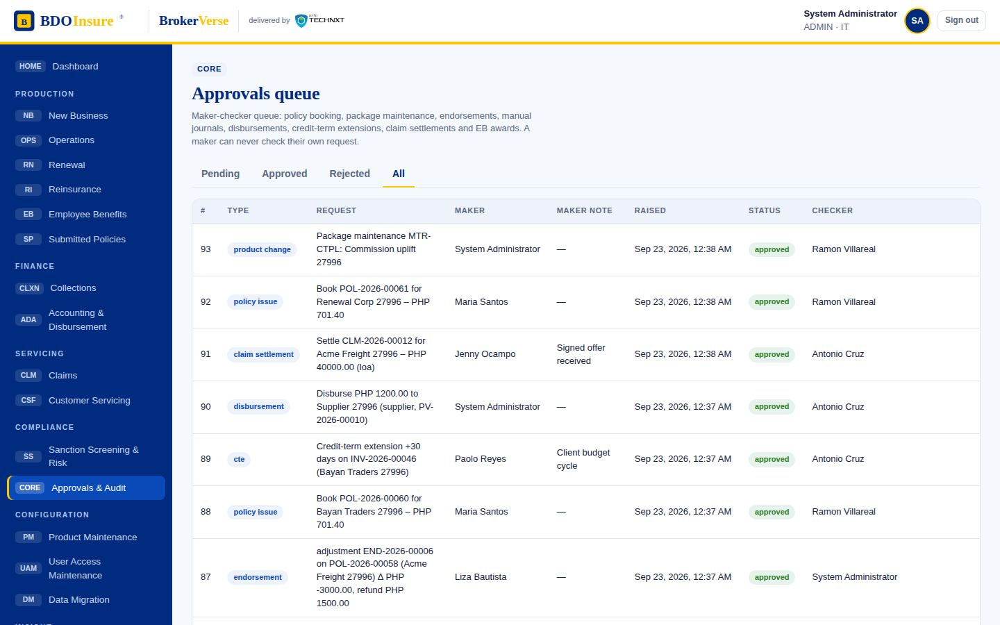 B BDOInsure ® BrokerVerse delivered by TECHNXT
System Administrator
ADMIN · IT
SA
Sign out
HOME Dashboard
PRODUCTION
NB New Business
OPS Operations
RN Renewal
RI Reinsurance
EB Employee Benefits
SP Submitted Policies
FINANCE
CLXN Collections
ADA Accounting &
Disbursement
SERVICING
CLM Claims
CSF Customer Servicing
COMPLIANCE
SS Sanction Screening &
Risk
CORE Approvals & Audit
CONFIGURATION
PM Product Maintenance
UAM User Access
Maintenance
DM Data Migration
CORE
Approvals queue
Maker-checker queue: policy booking, package maintenance, endorsements, manual
journals, disbursements, credit-term extensions, claim settlements and EB awards. A
maker can never check their own request.
Pending Approved Rejected All
# TYPE REQUEST MAKER MAKER NOTE RAISED STATUS CHECKER
93 product change Package maintenance MTR-
CTPL: Commission uplift
27996 System Administrator — Sep 23, 2026, 12:38 AM approved Ramon Villareal
92 policy issue Book POL-2026-00061 for
Renewal Corp 27996 – PHP
701.40 Maria Santos — Sep 23, 2026, 12:38 AM approved Ramon Villareal
91 claim settlement Settle CLM-2026-00012 for
Acme Freight 27996 – PHP
40000.00 (loa) Jenny Ocampo Signed offer
received Sep 23, 2026, 12:38 AM approved Antonio Cruz
90 disbursement Disburse PHP 1200.00 to
Supplier 27996 (supplier, PV-
2026-00010) System Administrator — Sep 23, 2026, 12:37 AM approved Antonio Cruz
89 cte Credit-term extension +30
days on INV-2026-00046
(Bayan Traders 27996) Paolo Reyes Client budget
cycle Sep 23, 2026, 12:37 AM approved Antonio Cruz
88 policy issue Book POL-2026-00060 for
Bayan Traders 27996 – PHP
701.40 Maria Santos — Sep 23, 2026, 12:37 AM approved Ramon Villareal
87 endorsement adjustment END-2026-00006
on POL-2026-00058 (Acme
Freight 27996) Δ PHP
-3000.00, refund PHP
1500.00 Liza Bautista — Sep 23, 2026, 12:37 AM approved System Administrator